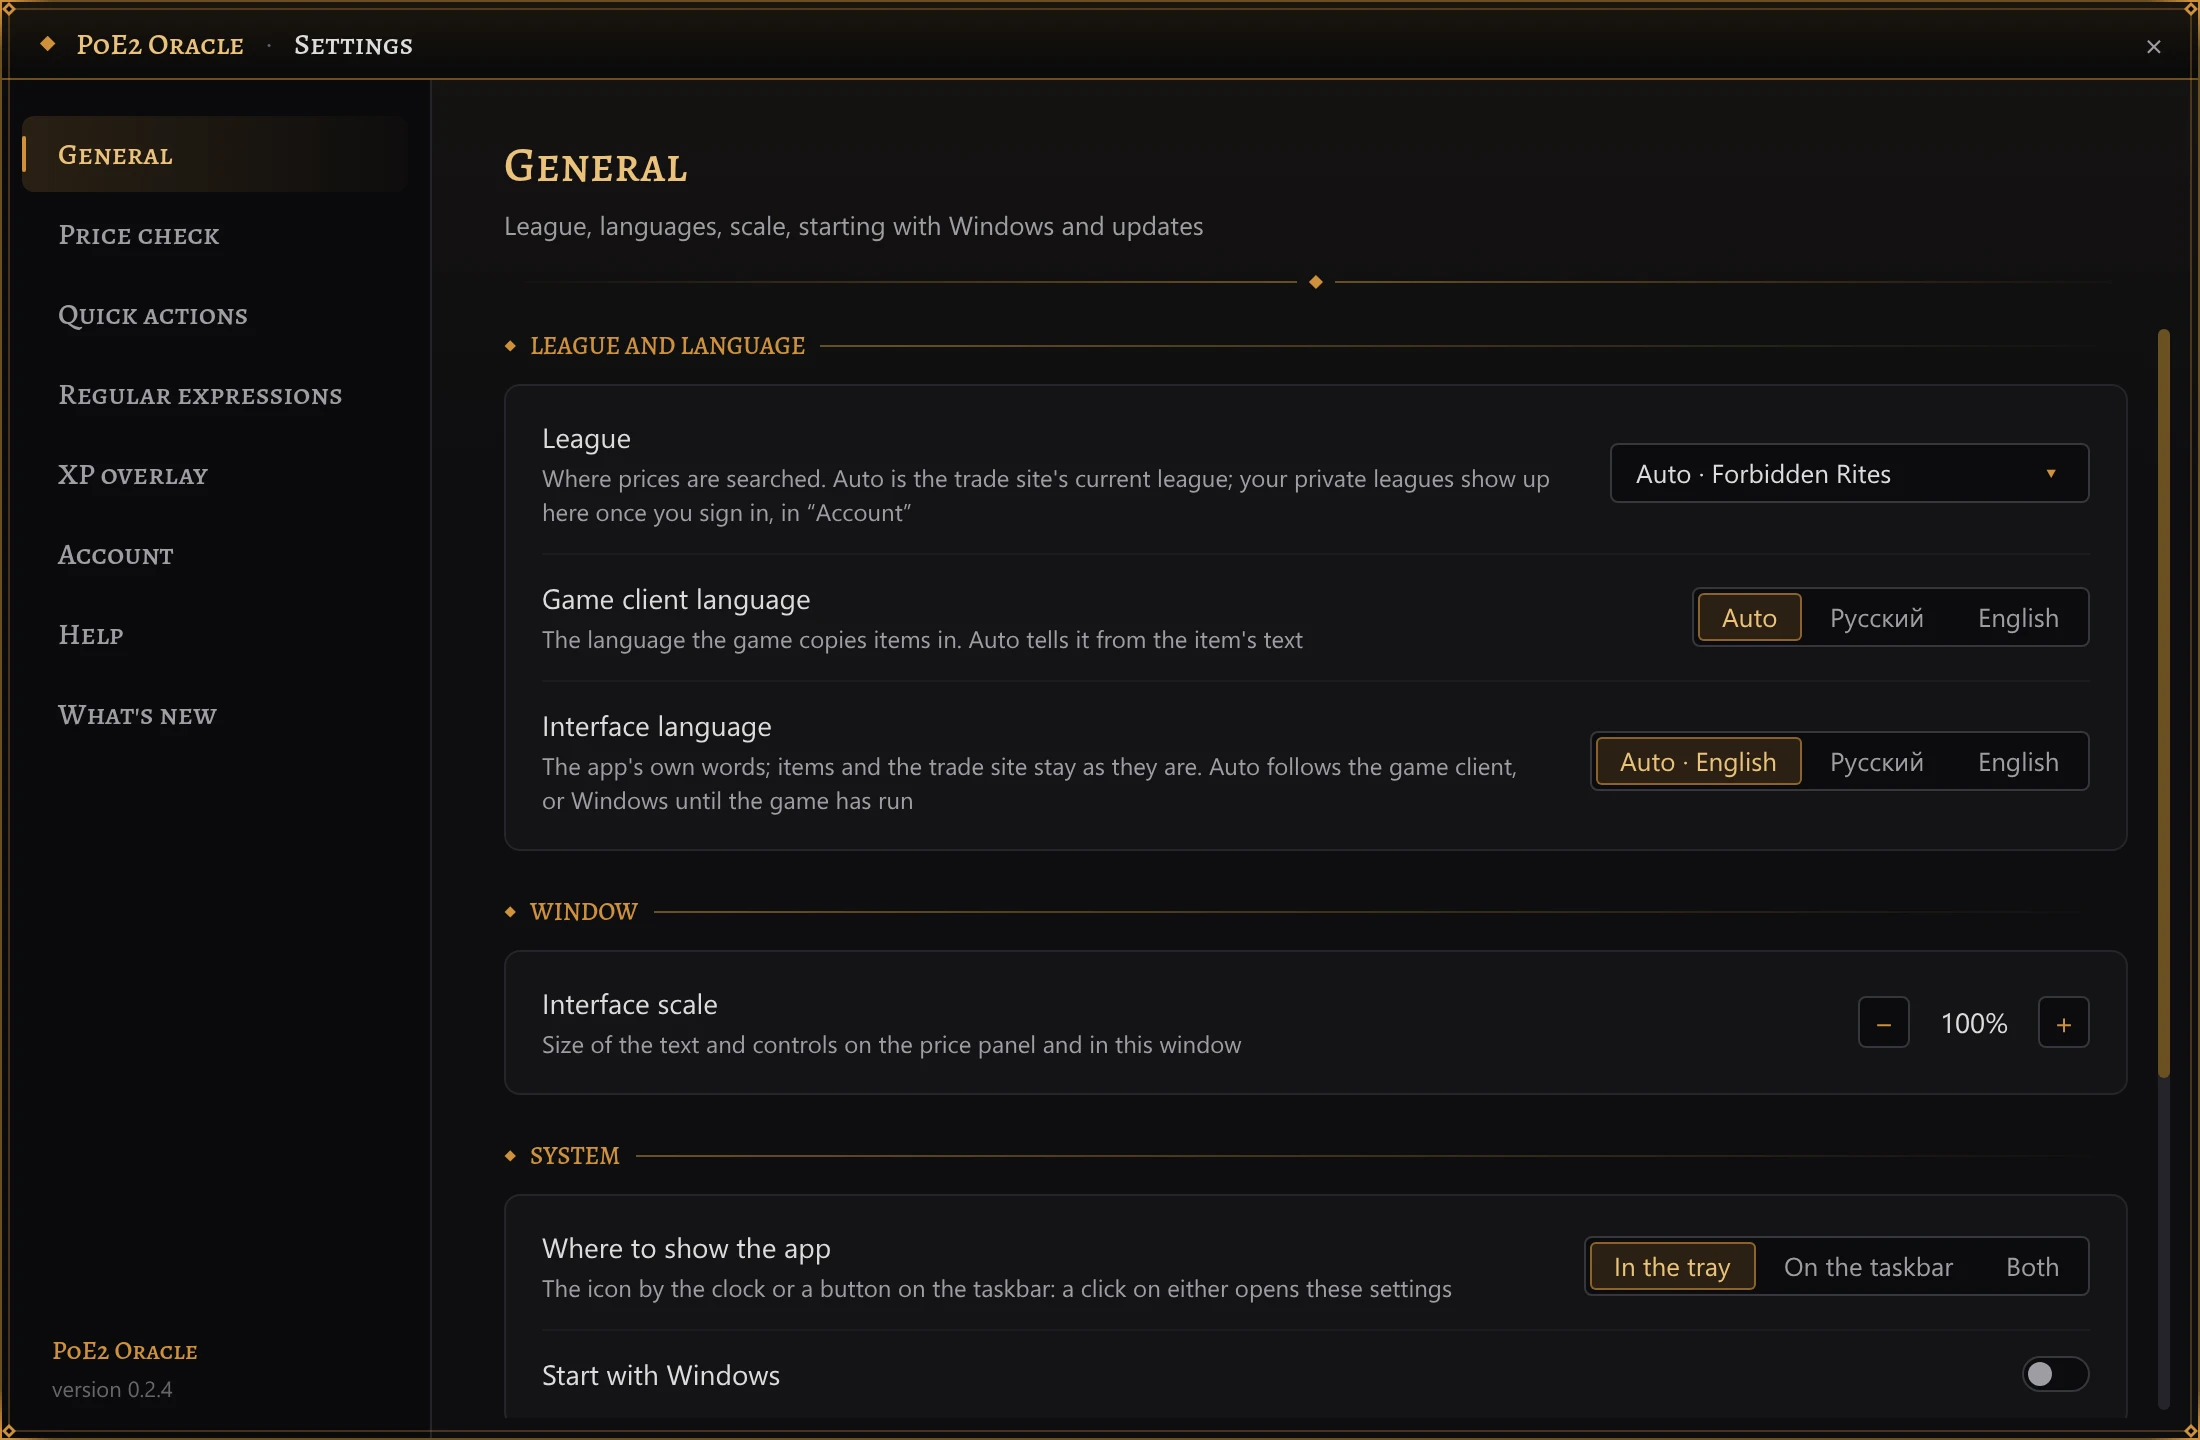 PoE2 Oracle · Settings
General
Price check
Quick actions
Regular expressions
XP overlay
Account
Help
What's new
PoE2 Oracle
version 0.2.4
General
League, languages, scale, starting with Windows and updates
LEAGUE AND LANGUAGE
League
Where prices are searched. Auto is the trade site's current league; your private leagues show up
here once you sign in, in “Account”
Auto · Forbidden Rites
Game client language
The language the game copies items in. Auto tells it from the item's text
Auto Русский English
Interface language
The app's own words; items and the trade site stay as they are. Auto follows the game client,
or Windows until the game has run
Auto · English Русский English
WINDOW
Interface scale
Size of the text and controls on the price panel and in this window
– 100% +
SYSTEM
Where to show the app
The icon by the clock or a button on the taskbar: a click on either opens these settings
In the tray On the taskbar Both
Start with Windows